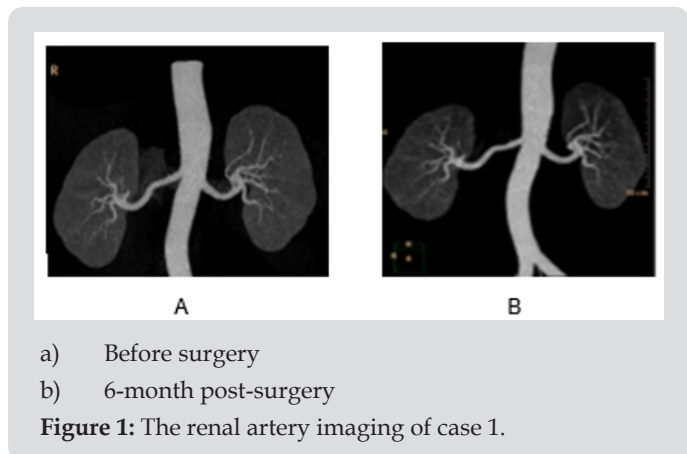 R
A
B
a) Before surgery
b) 6-month post-surgery
Figure 1: The renal artery imaging of case 1.